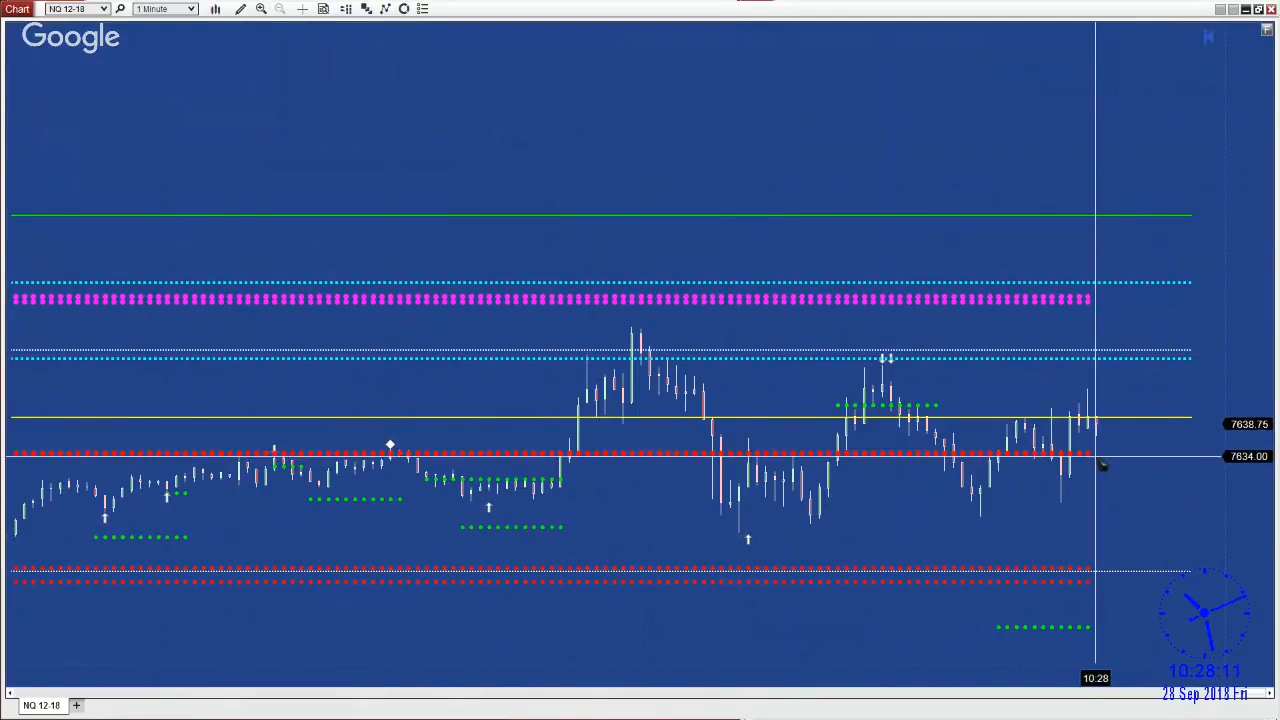 Chart
NQ 12-18
1 Minute
F
Google
7638.75
7634.00
10:28
10:28:11
28 Sep 2018 Fri
NQ 12-18